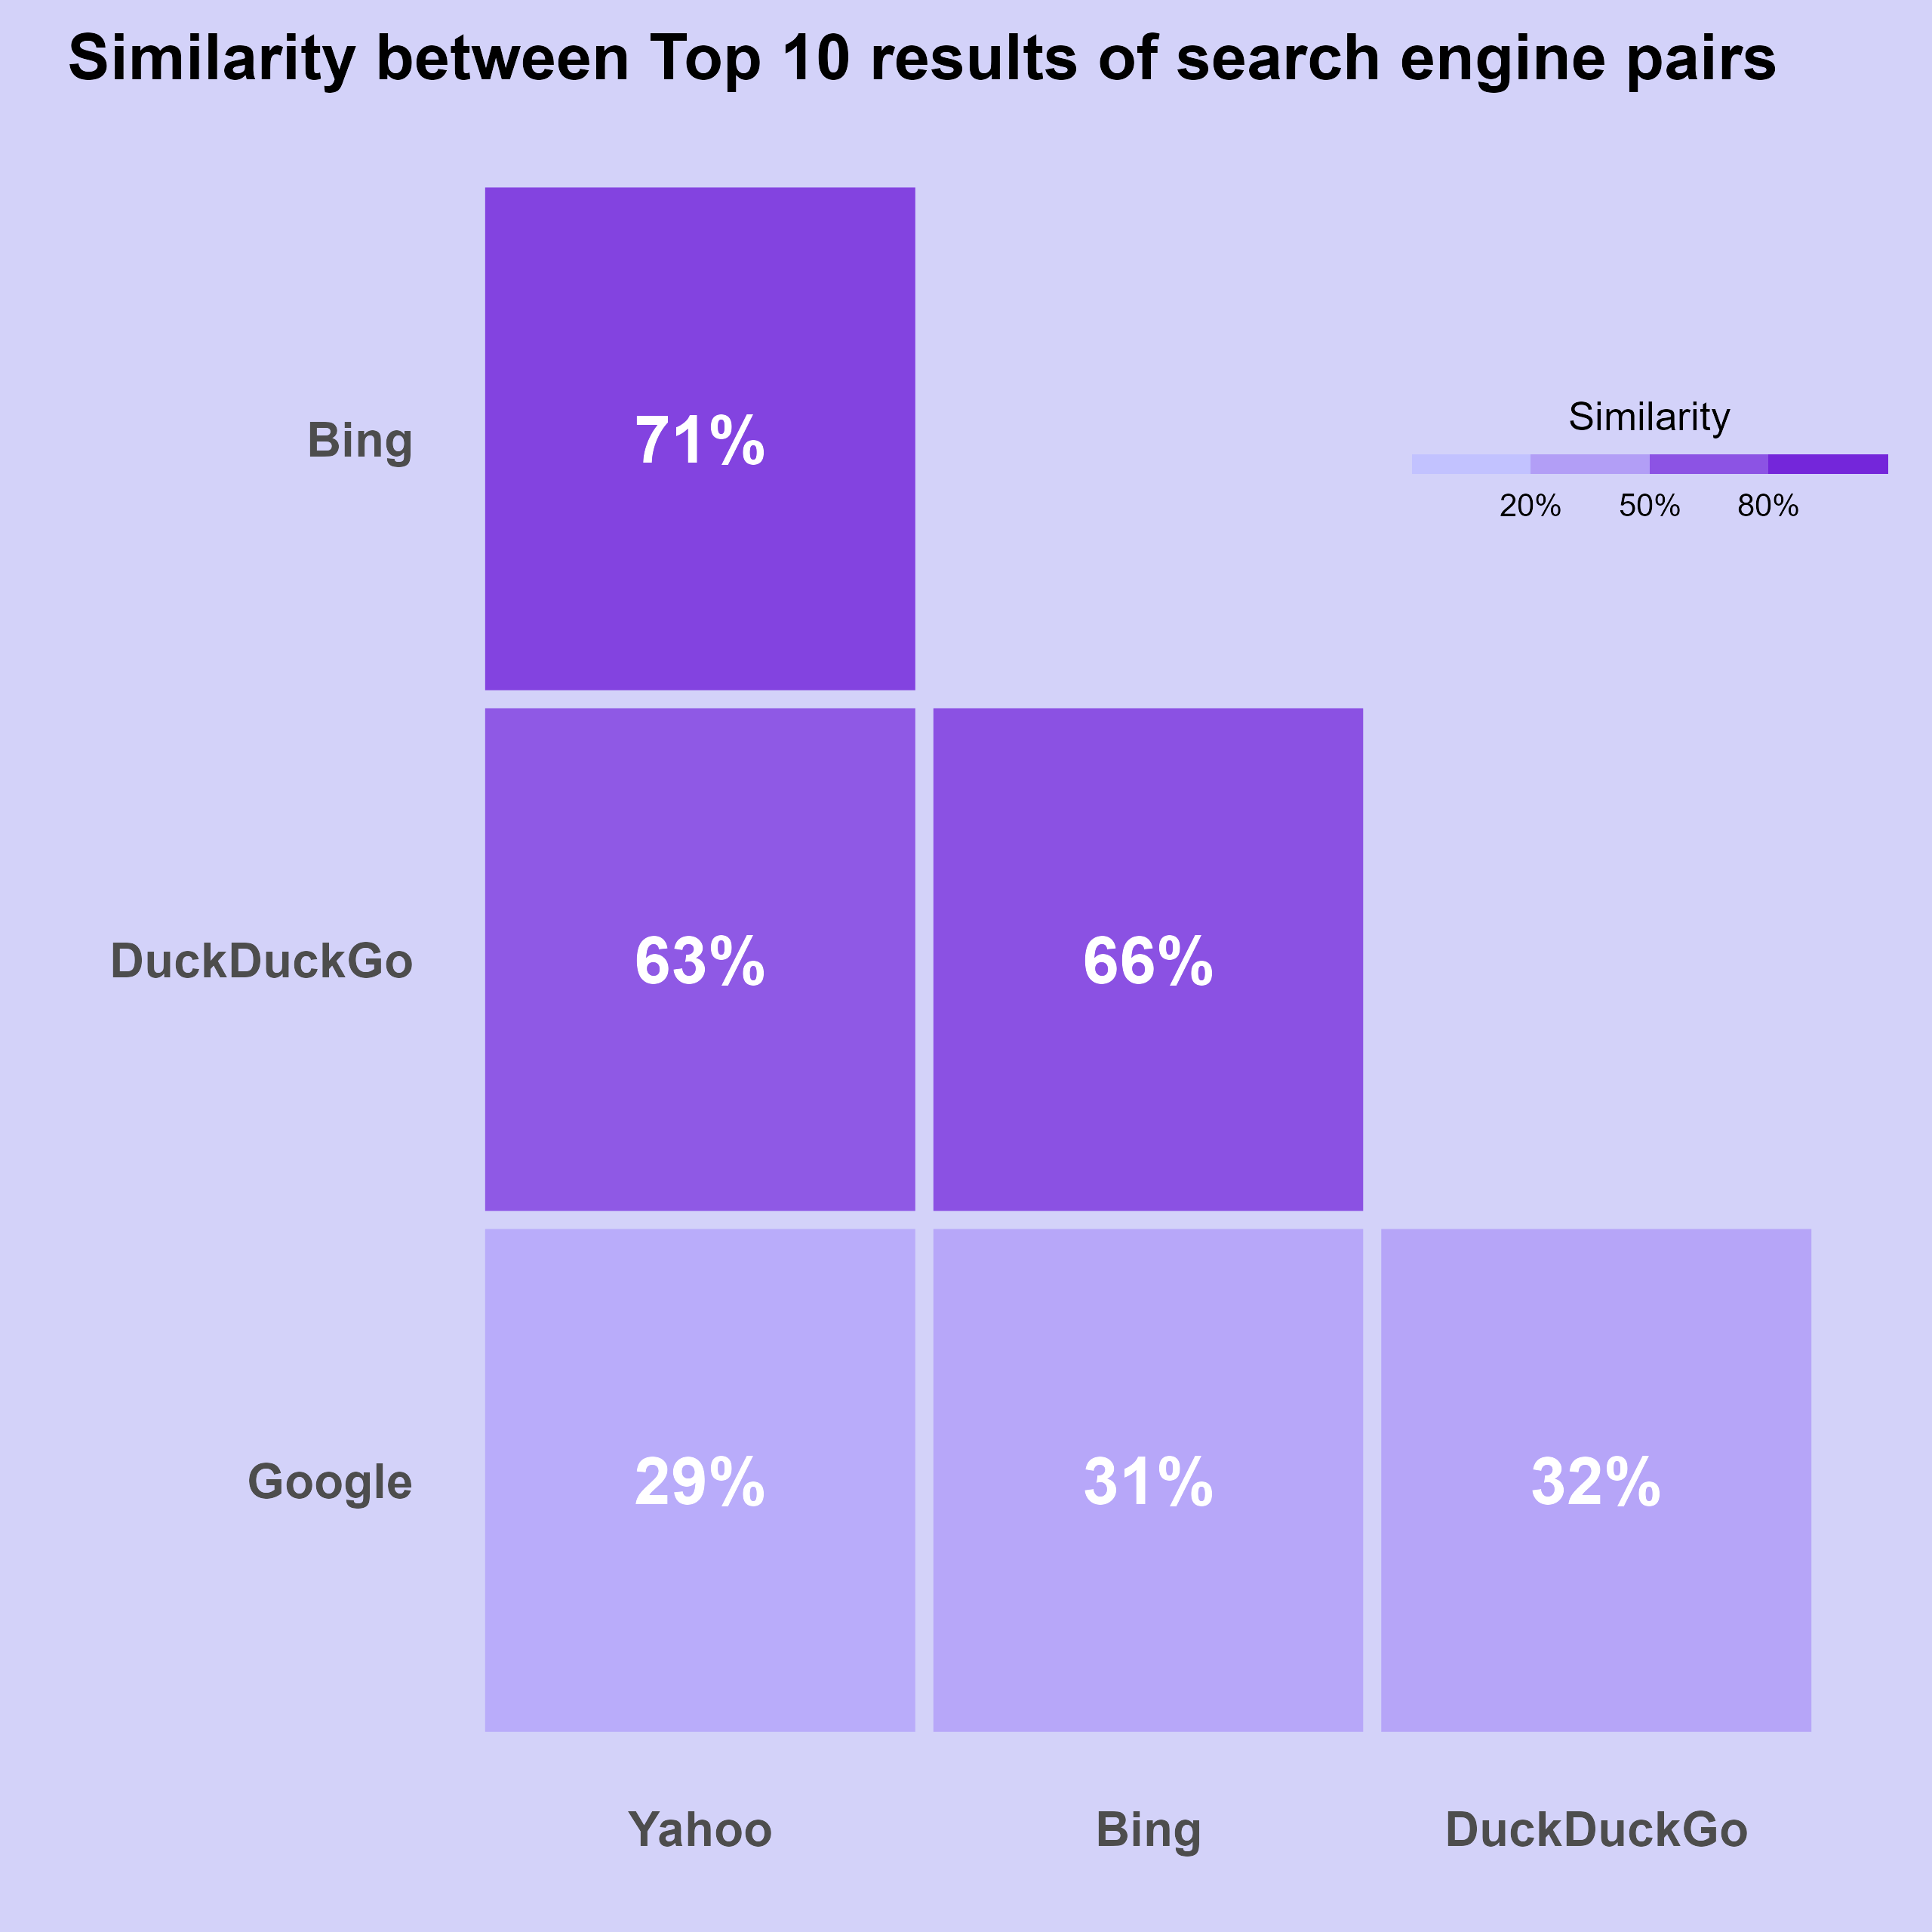 Similarity between Top 10 results of search engine pairs
Bing
71%
Similarity
20% 50% 80%
DuckDuckGo
63% 66%
Google
29% 31% 32%
Yahoo Bing DuckDuckGo